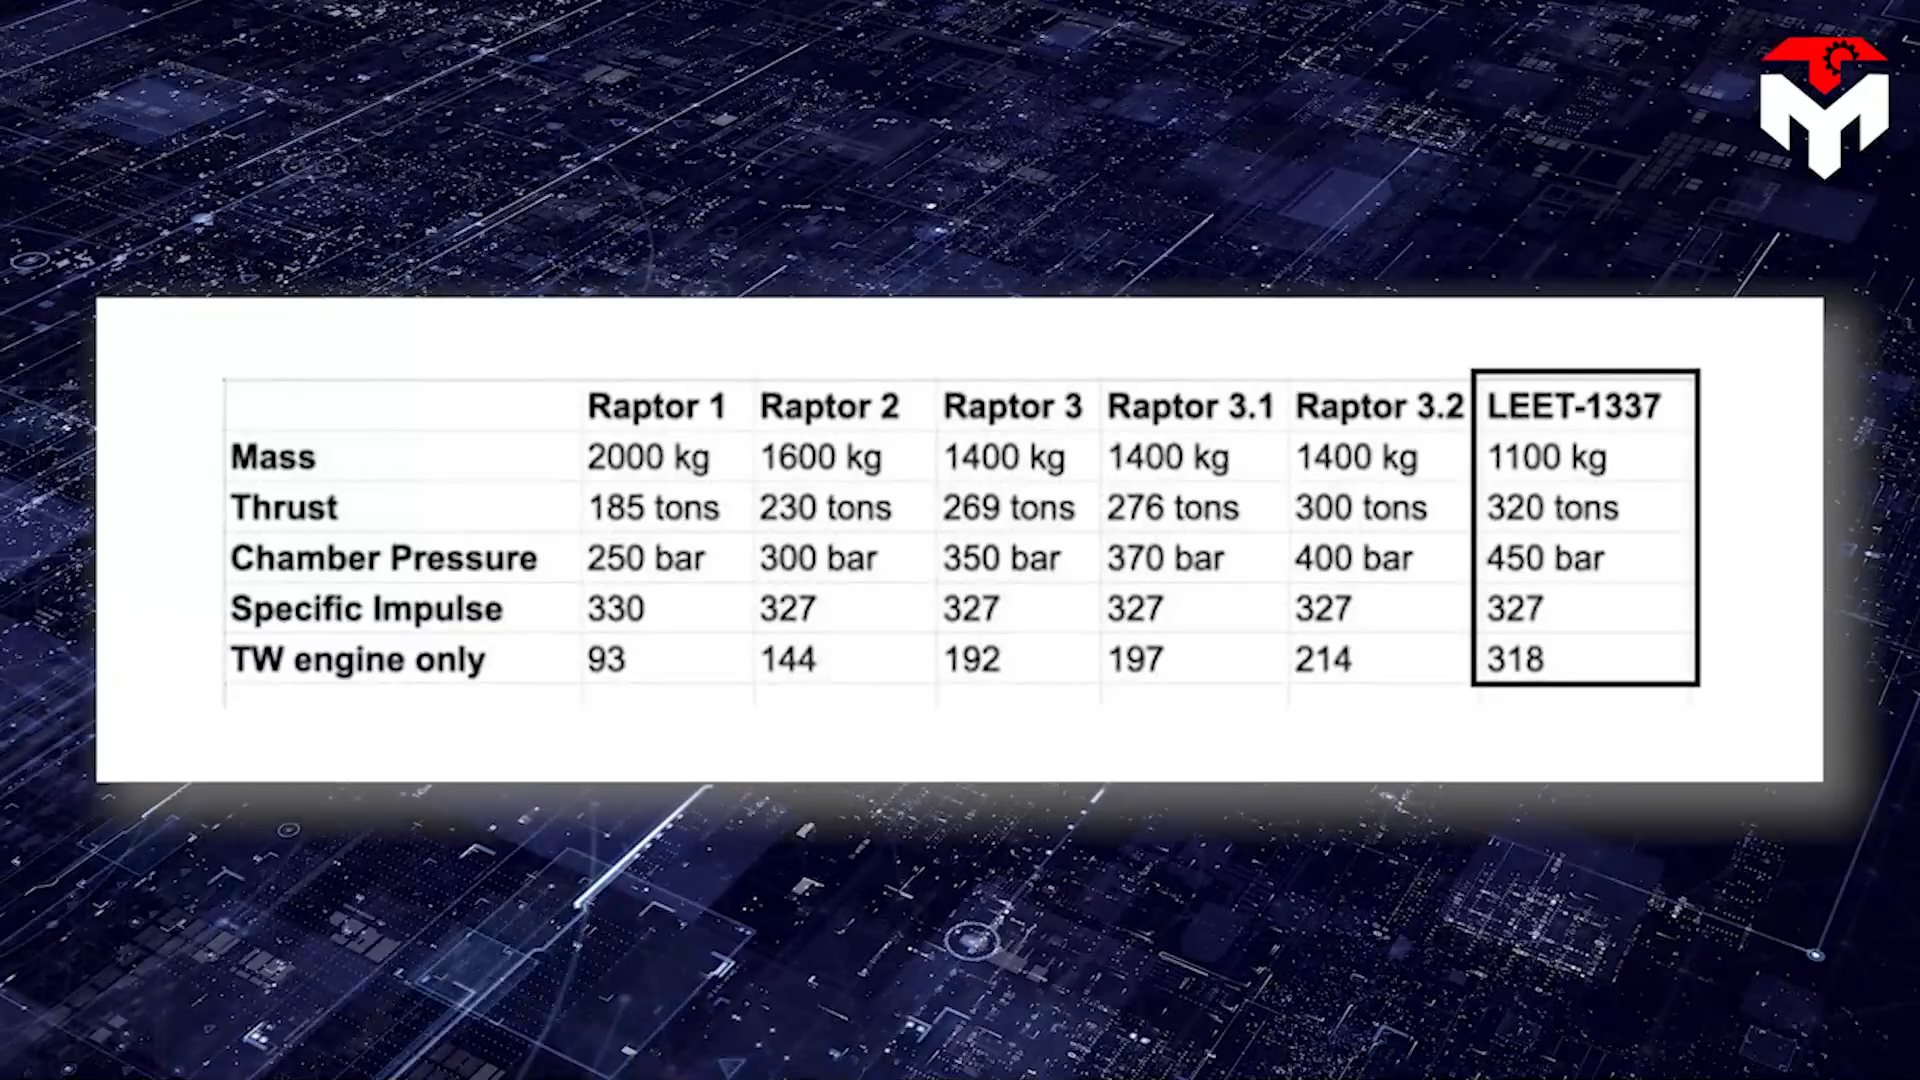 Raptor 1 Raptor 2 Raptor 3 Raptor 3.1 Raptor 3.2 LEET-1337
Mass 2000 kg 1600 kg 1400 kg 1400 kg 1400 kg 1100 kg
Thrust 185 tons 230 tons 269 tons 276 tons 300 tons 320 tons
Chamber Pressure 250 bar 300 bar 350 bar 370 bar 400 bar 450 bar
Specific Impulse 330 327 327 327 327 327
TW engine only 93 144 192 197 214 318